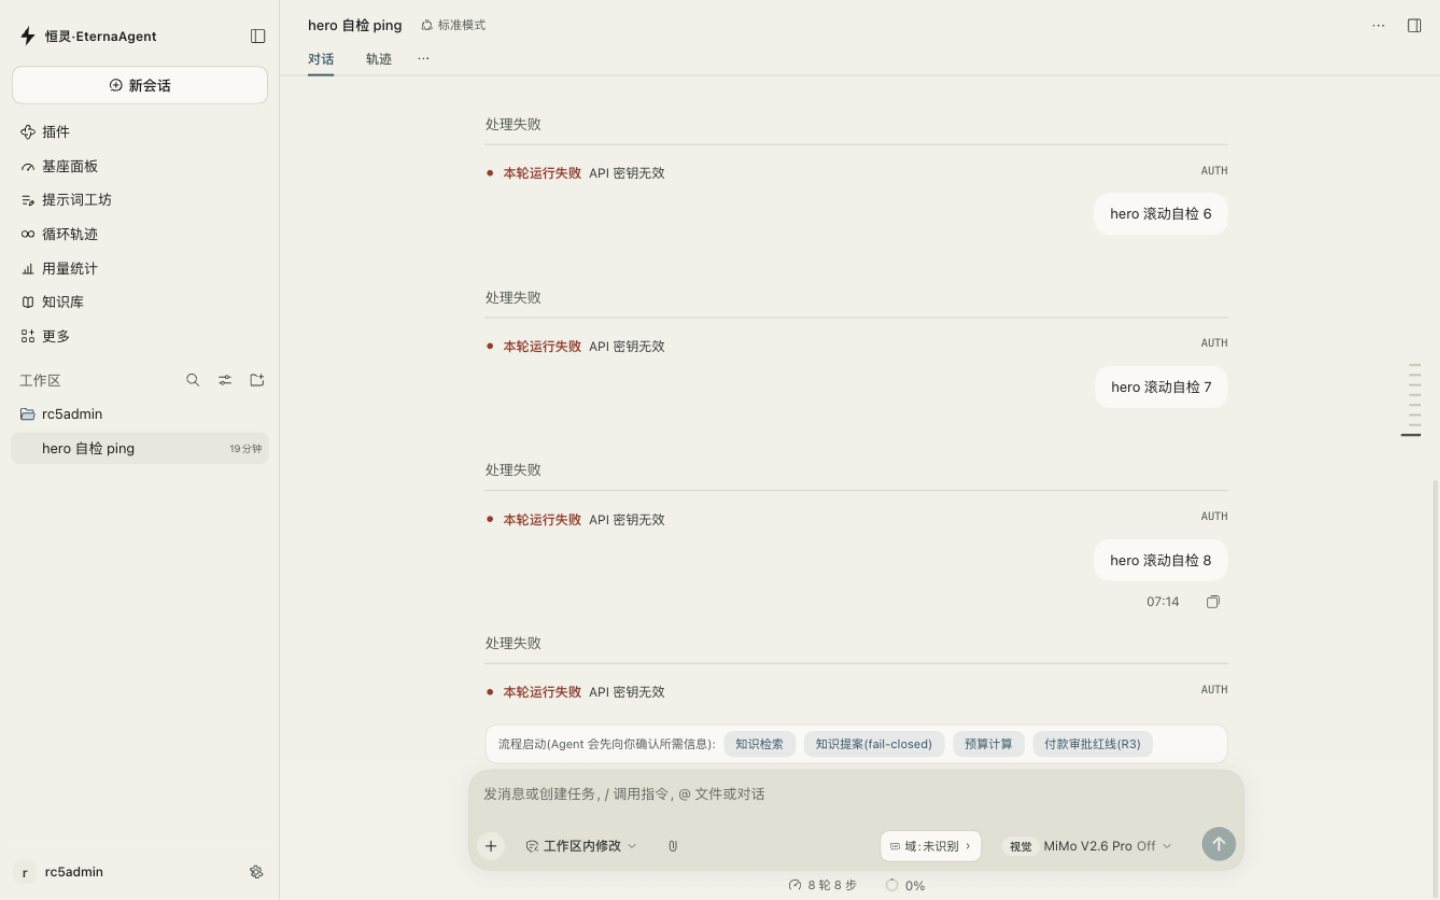 恒灵·EternaAgent
新会话
插件
基座面板
提示词工坊
循环轨迹
用量统计
知识库
更多
工作区
rc5admin
hero 自检 ping 19分钟
r rc5admin
hero 自检 ping 标准模式
对话 轨迹 ···
处理失败
本轮运行失败 API 密钥无效 AUTH
hero 滚动自检 6
处理失败
本轮运行失败 API 密钥无效 AUTH
hero 滚动自检 7
处理失败
本轮运行失败 API 密钥无效 AUTH
hero 滚动自检 8
07:14
处理失败
本轮运行失败 API 密钥无效 AUTH
流程启动(Agent 会先向你确认所需信息): 知识检索 知识提案(fail-closed) 预算计算 付款审批红线(R3)
发消息或创建任务, / 调用指令, @ 文件或对话
工作区内修改 域:未识别 › 视觉 MiMo V2.6 Pro Off
8 轮 8 步 0%